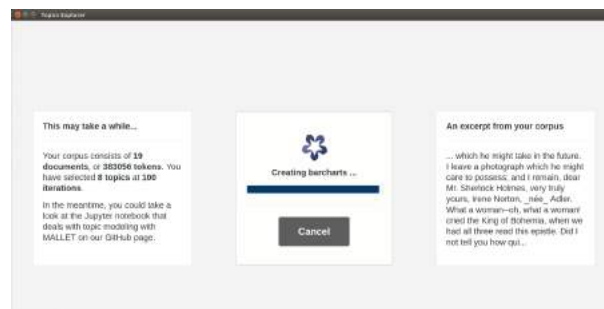 Topics Explorer
This may take a while...
Your corpus consists of 19
documents, or 383056 tokens. You
have selected 8 topics at 100
iterations.
In the meantime, you could take a
look at the Jupyter notebook that
deals with topic modeling with
MALLET on our GitHub page.
Creating barcharts ...
Cancel
An excerpt from your corpus
... which he might take in the future.
I leave a photograph which he might
care to possess; and I remain, dear
Mr. Sherlock Holmes, very truly
yours, Irene Norton, _née_ Adler.
What a woman--oh, what a woman!
cried the King of Bohemia, when we
had all three read this epistle. Did I
not tell you how qui...